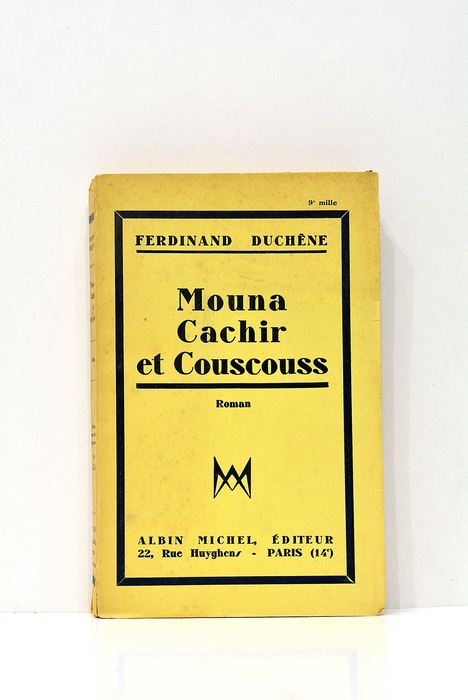 9e mille
FERDINAND DUCHÊNE
Mouna
Cachir
et Couscouss
Roman
ALBIN MICHEL, ÉDITEUR
22, Rue Huyghens - PARIS (14e)